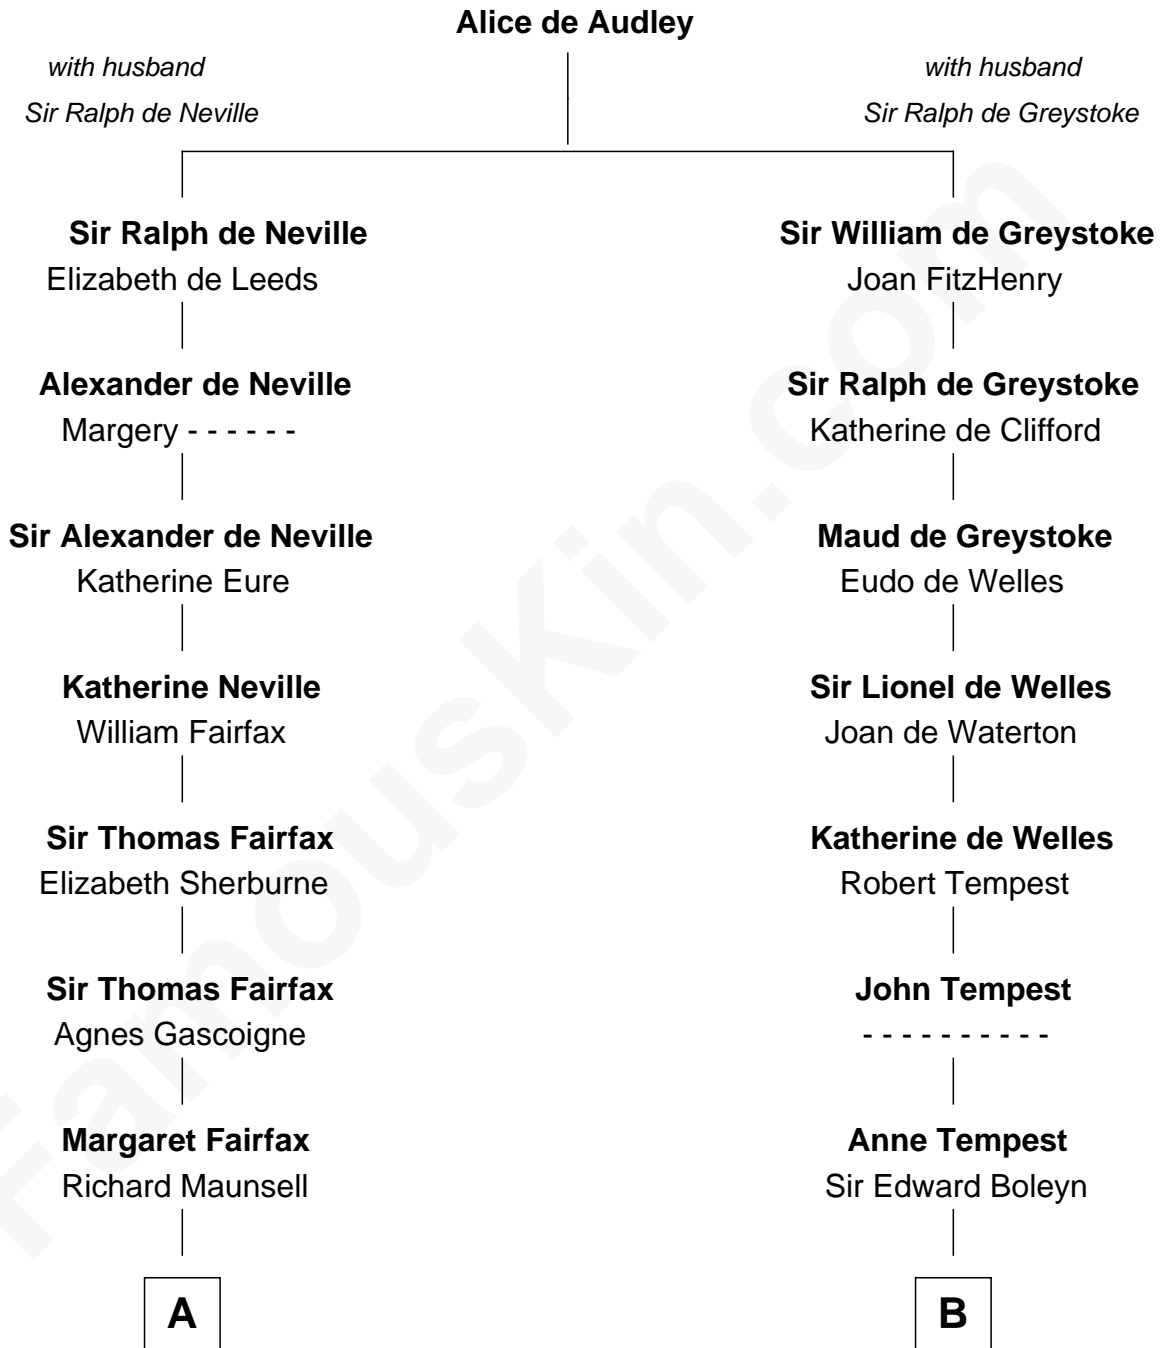 Alice de Audley
with husband
Sir Ralph de Neville
with husband
Sir Ralph de Greystoke
Sir Ralph de Neville
Elizabeth de Leeds
Sir William de Greystoke
Joan FitzHenry
Alexander de Neville
Margery - - - - - -
Sir Ralph de Greystoke
Katherine de Clifford
Sir Alexander de Neville
Katherine Eure
Maud de Greystoke
Eudo de Welles
Katherine Neville
William Fairfax
Sir Lionel de Welles
Joan de Waterton
Sir Thomas Fairfax
Elizabeth Sherburne
Katherine de Welles
Robert Tempest
Sir Thomas Fairfax
Agnes Gascoigne
John Tempest
- - - - - - - - - -
Margaret Fairfax
Richard Maunsell
Anne Tempest
Sir Edward Boleyn
A
B
FamousKin.com